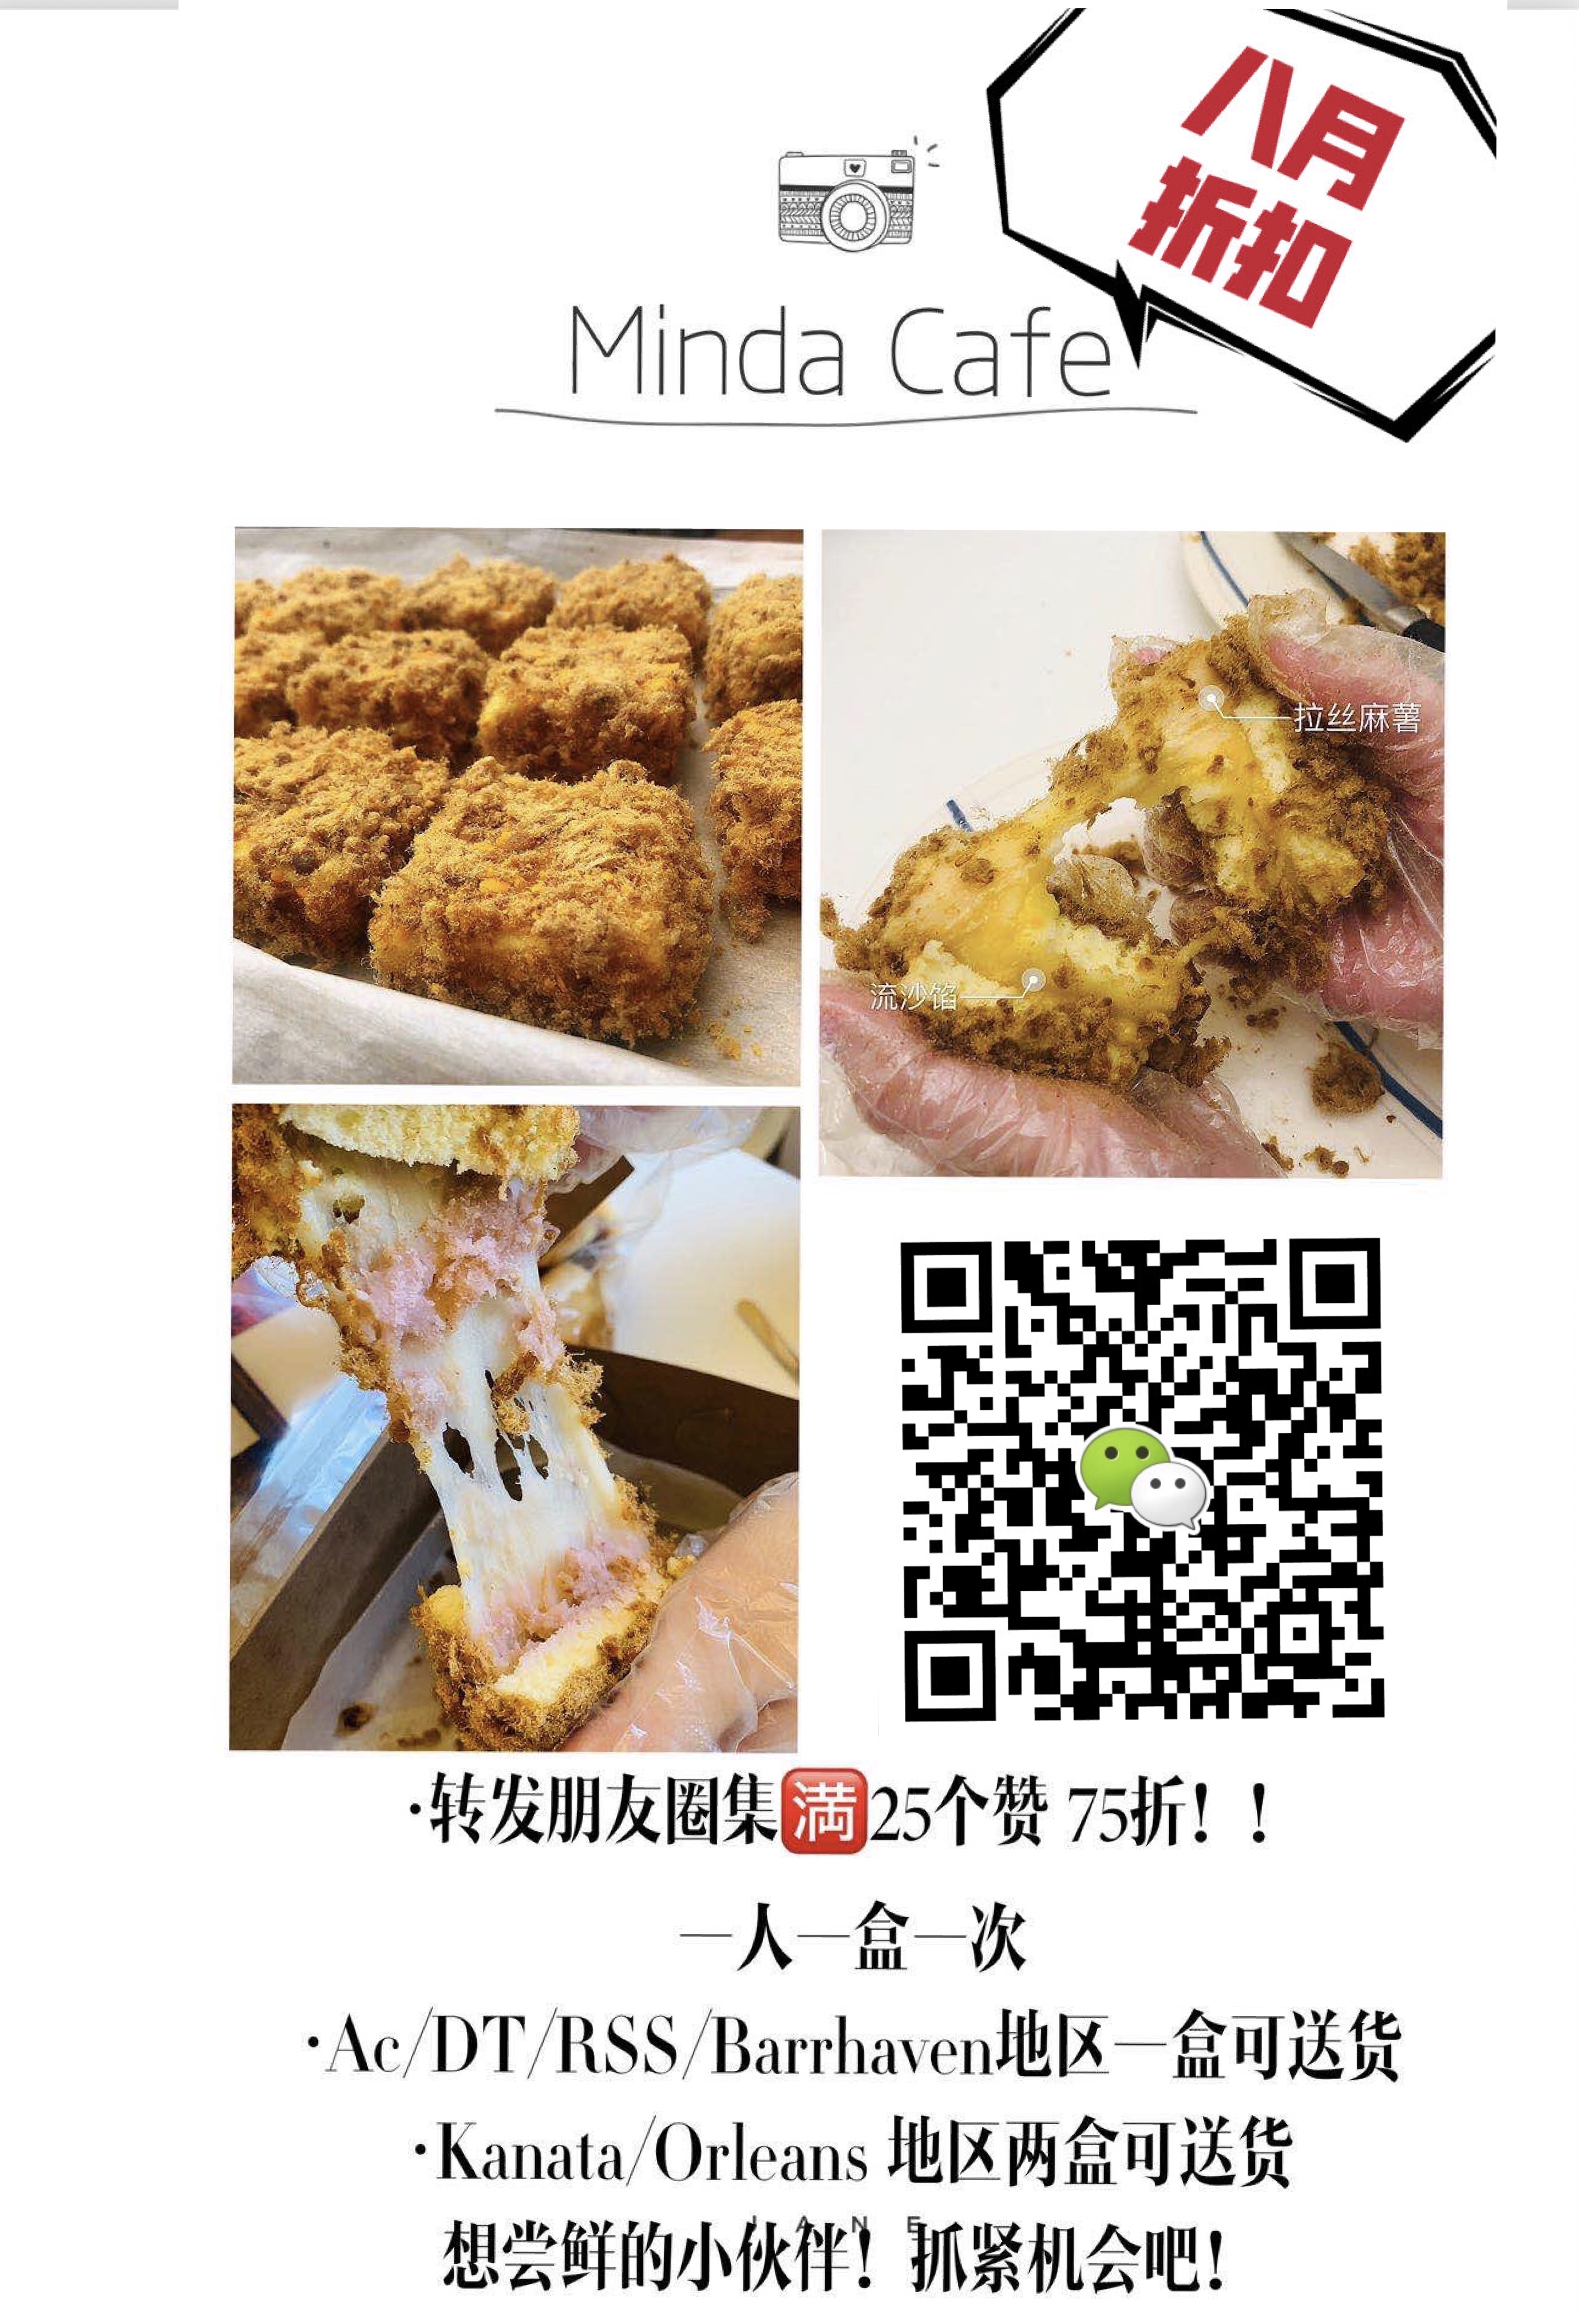 八月
折扣
Minda Cafe
拉丝麻薯
流沙馅
·转发朋友圈集🈵25个赞 75折！！
一人一盒一次
·Ac/DT/RSS/Barrhaven地区一盒可送货
·Kanata/Orleans 地区两盒可送货
I A N E
想尝鲜的小伙伴！抓紧机会吧！